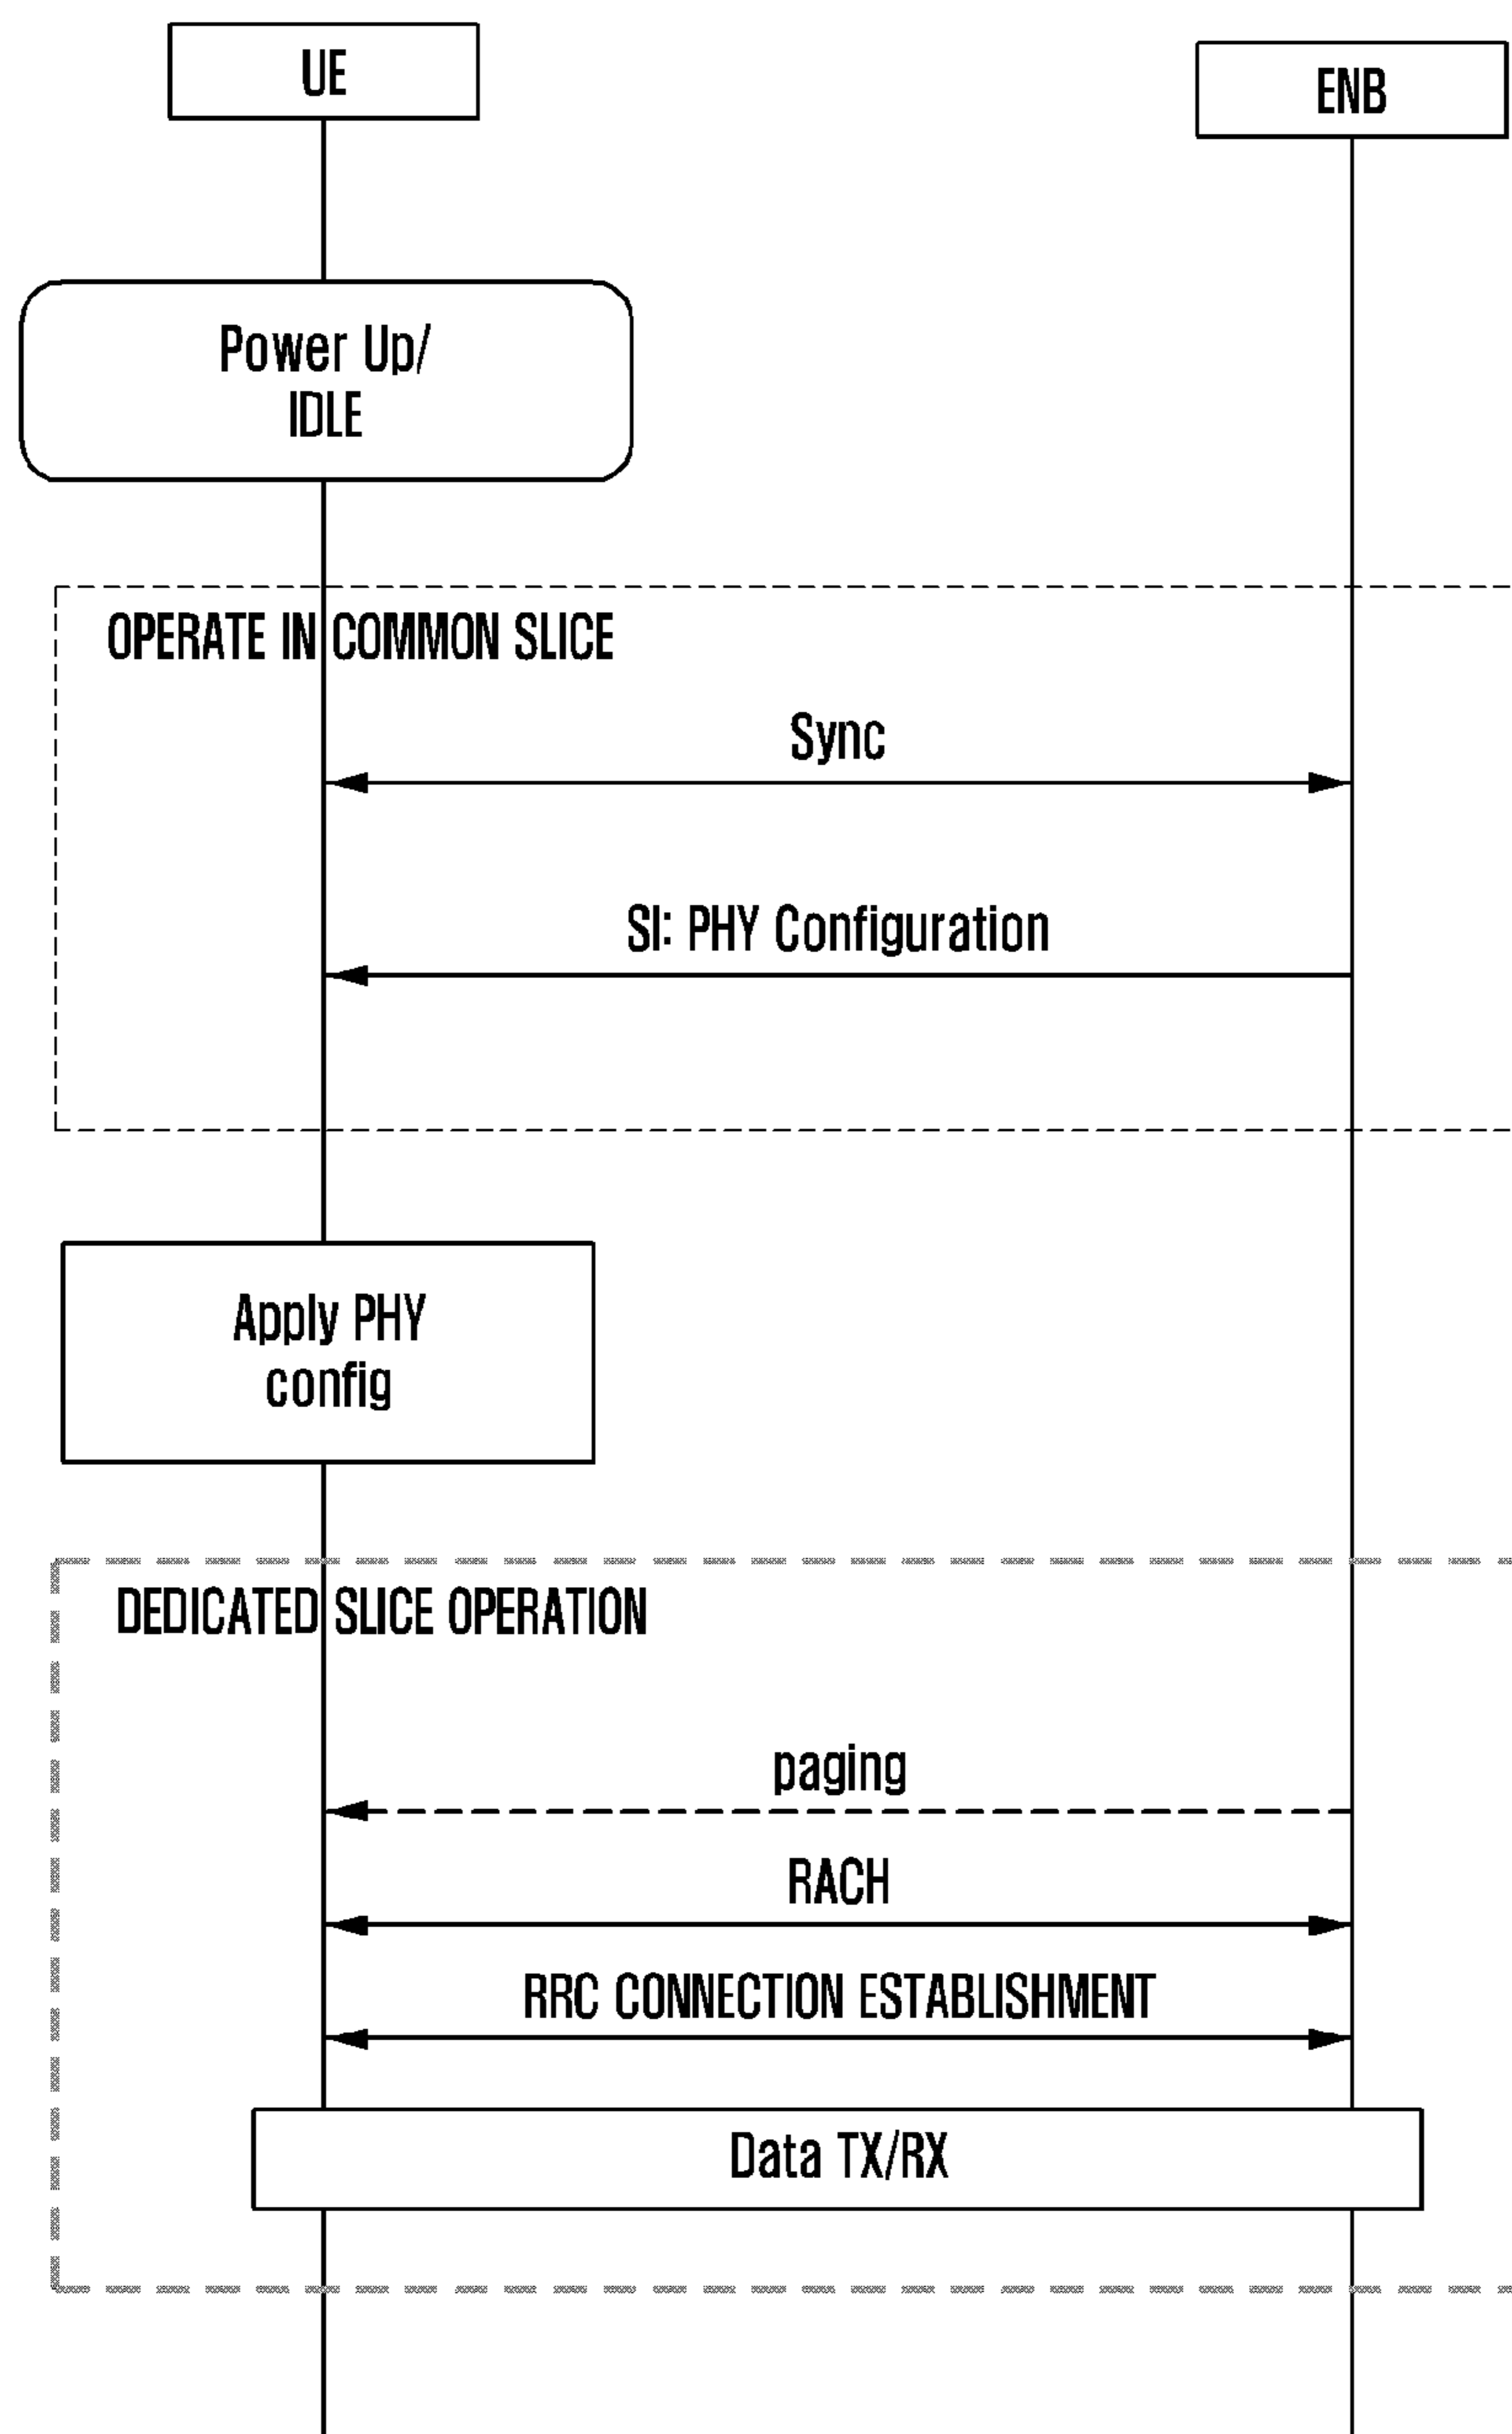 UE
ENB
Power Up/
IDLE
OPERATE IN COMMON SLICE
Sync
SI: PHY Configuration
Apply PHY
config
DEDICATED SLICE OPERATION
paging
RACH
RRC CONNECTION ESTABLISHMENT
Data TX/RX